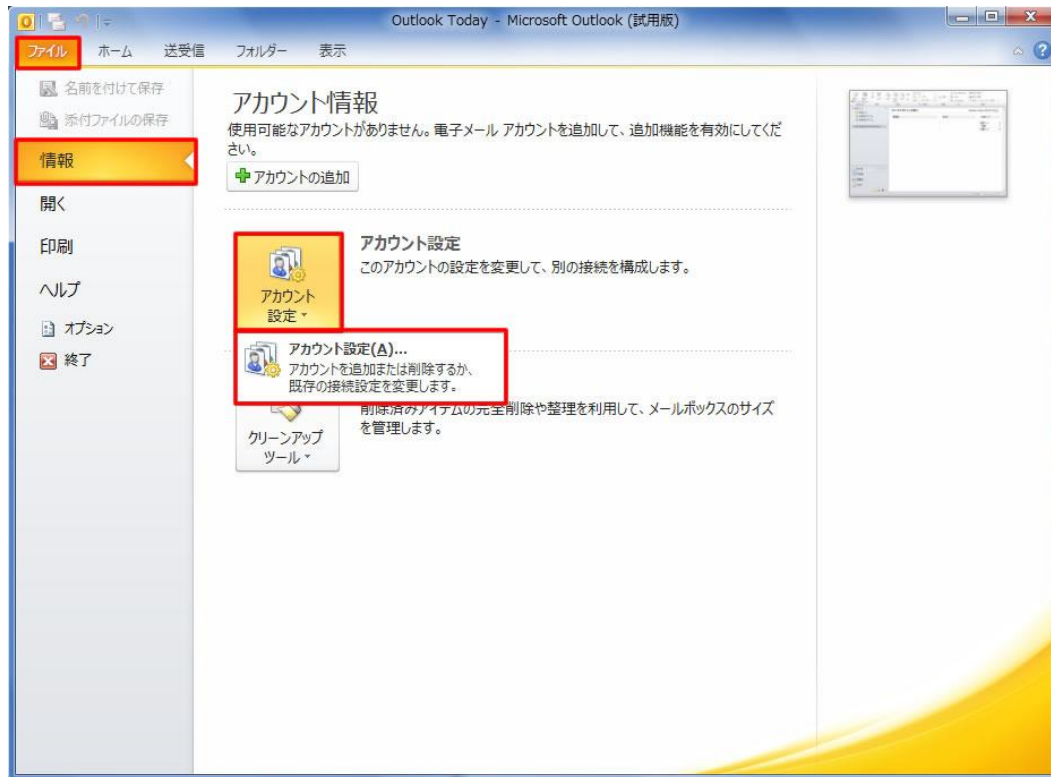 Outlook Today - Microsoft Outlook (試用版)
ファイル
ホーム
送受信
フォルダー
表示
名前を付けて保存
添付ファイルの保存
情報
開く
印刷
ヘルプ
オプション
終了
アカウント情報
使用可能なアカウントがありません。電子メール アカウントを追加して、追加機能を有効にしてくだ
さい。
アカウントの追加
アカウント
設定
アカウント設定
このアカウントの設定を変更して、別の接続を構成します。
アカウント設定(A)...
アカウントを追加または削除するか、
既存の接続設定を変更します。
クリーンアップ
ツール
削除済みアイテムの完全削除や整理を利用して、メールボックスのサイズ
を管理します。